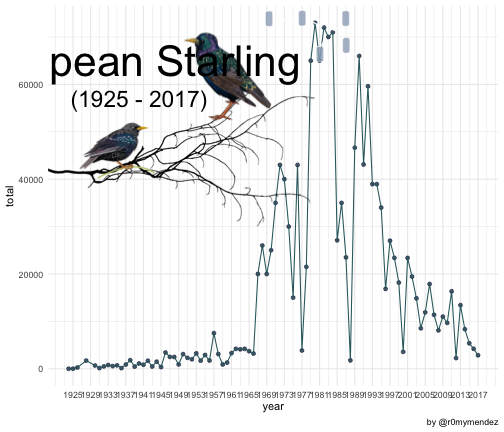 pean Starling
(1925 - 2017)
60000
40000
20000
0
total
1925 1929 1933 1937 1941 1945 1949 1953 1957 1961 1965 1969 1973 1977 1981 1985 1989 1993 1997 2001 2005 2009 2013 2017
year
by @r0mymendez